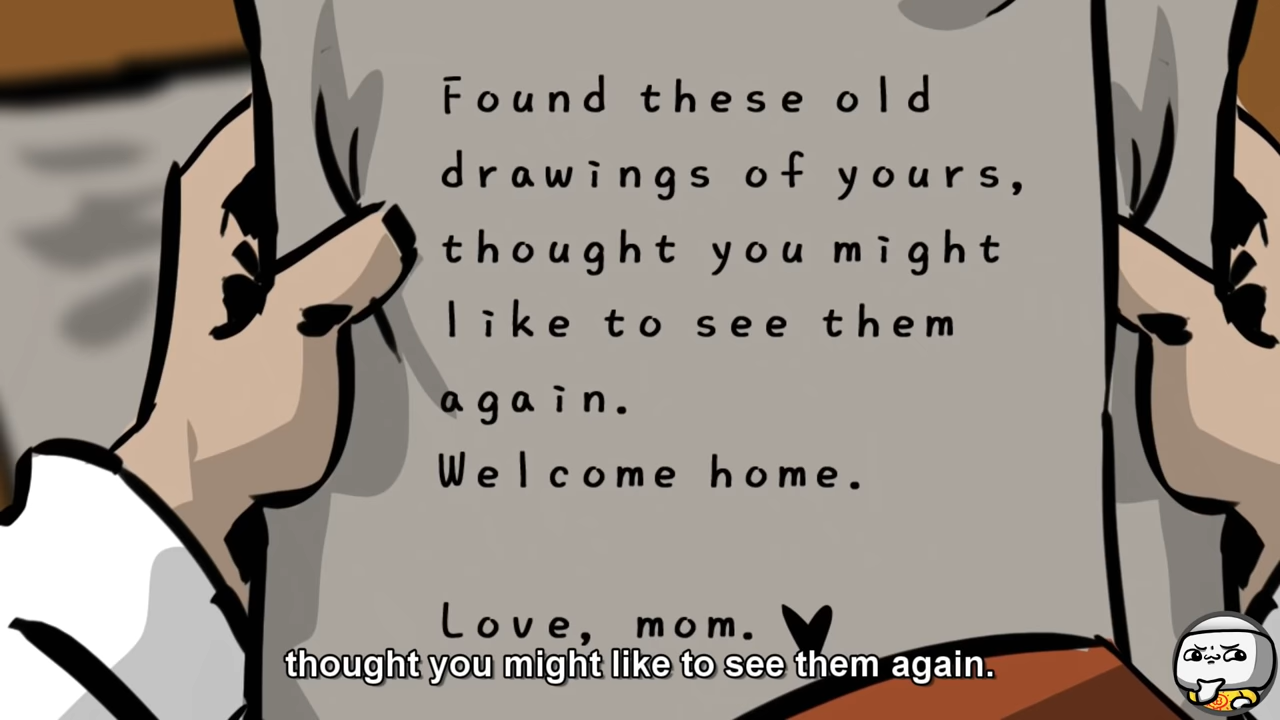 Found these old
drawings of yours,
thought you might
like to see them
again.
Welcome home.
Love, mom.
thought you might like to see them again.